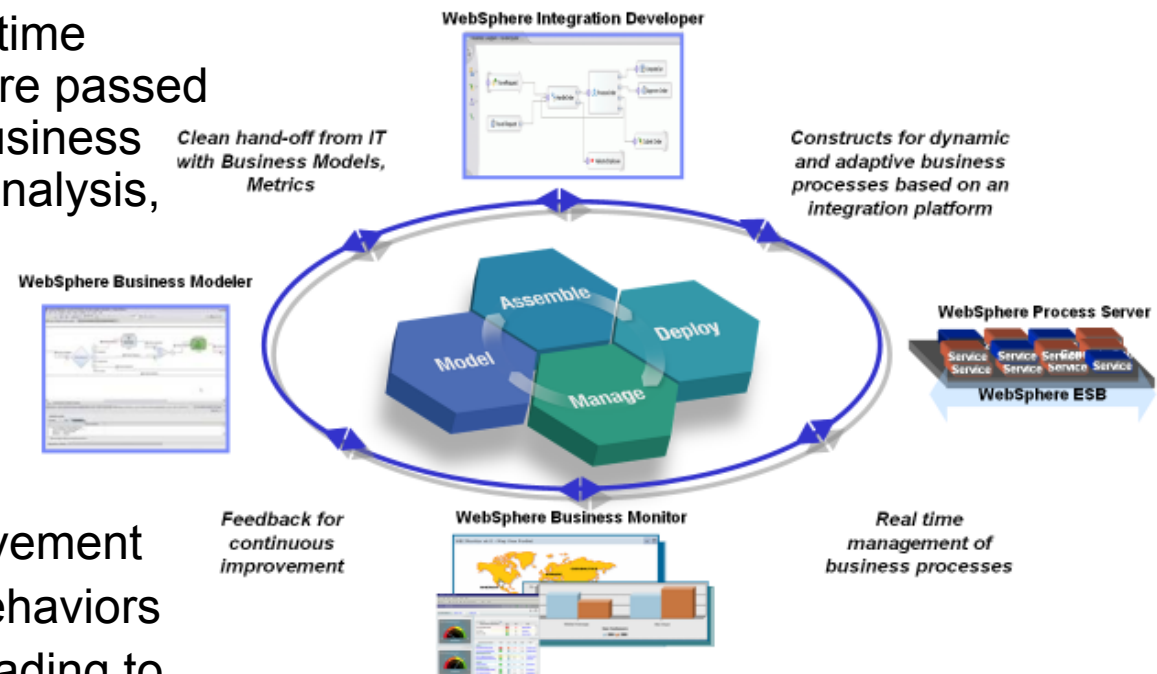 time
re passed
usiness
nalysis,
WebSphere Integration Developer
Clean hand-off from IT
with Business Models,
Metrics
Constructs for dynamic
and adaptive business
processes based on an
integration platform
WebSphere Business Modeler
Assemble
Deploy
Model
Manage
WebSphere Process Server
Service Service Service
Service Service Service Service
WebSphere ESB
vement
ehaviors
ading to
Feedback for
continuous
improvement
WebSphere Business Monitor
Real time
management of
business processes